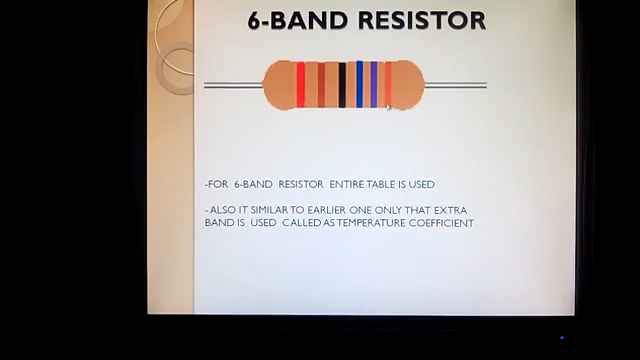 6-BAND RESISTOR
-FOR 6-BAND RESISTOR ENTIRE TABLE IS USED
- ALSO IT SIMILAR TO EARLIER ONE ONLY THAT EXTRA
BAND IS USED CALLED AS TEMPERATURE COEFFICIENT